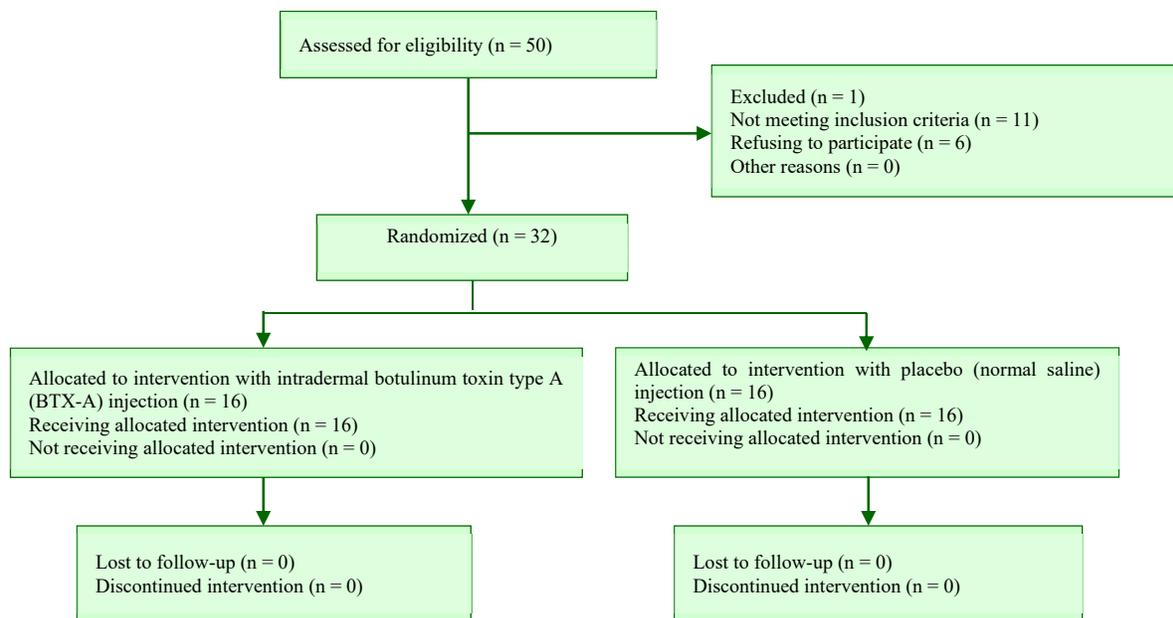 Assessed for eligibility (n = 50)
Excluded (n = 1)
Not meeting inclusion criteria (n = 11)
Refusing to participate (n = 6)
Other reasons (n = 0)
Randomized (n = 32)
Allocated to intervention with intradermal botulinum toxin type A
(BTX-A) injection (n = 16)
Receiving allocated intervention (n = 16)
Not receiving allocated intervention (n = 0)
Allocated to intervention with placebo (normal saline)
injection (n = 16)
Receiving allocated intervention (n = 16)
Not receiving allocated intervention (n = 0)
Lost to follow-up (n = 0)
Discontinued intervention (n = 0)
Lost to follow-up (n = 0)
Discontinued intervention (n = 0)